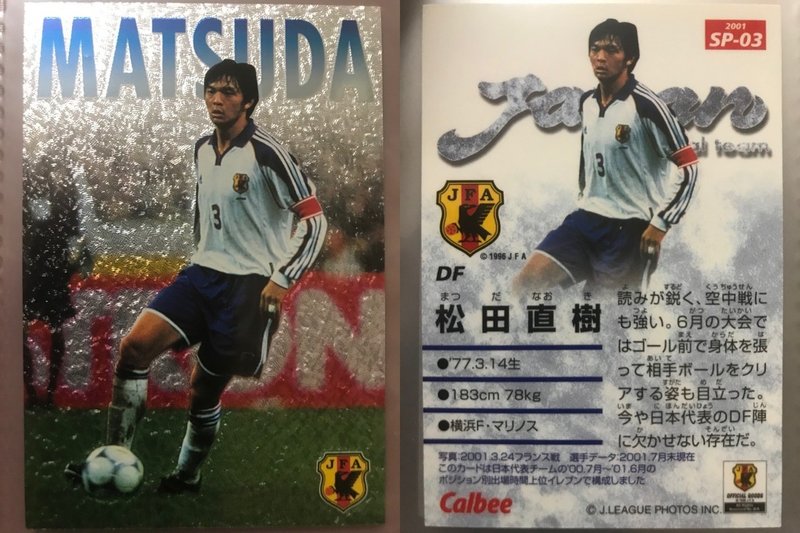 MATSUDA
3
JFA
2001
SP-03
Japan
al team
3
JFA
©1996 JFA
DF
まつ だ なお き
松田直樹
●'77.3.14生
●183cm 78kg
●横浜F・マリノス
読みが鋭く、空中戦に
も強い。6月の大会で
はゴール前で身体を張
って相手ボールをクリ
アする姿も目立った。
今や日本代表のDF陣
に欠かせない存在だ。
写真:2001.3.24フランス戦 選手データ:2001.7月末現在
このカードは日本代表チームの'00.7月~'01.6月の
ポジション別出場時間上位イレブンで構成しました
Calbee
© J.LEAGUE PHOTOS INC.
OFFICIAL GOODS